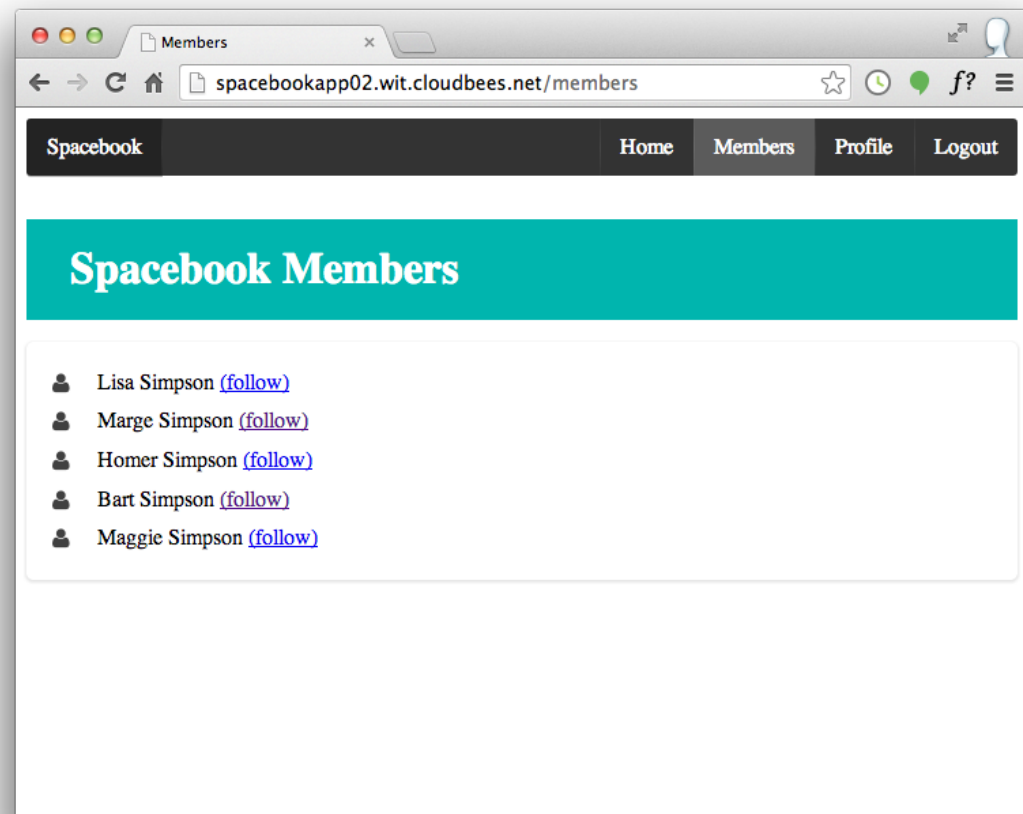 Members
spacebookapp02.wit.cloudbees.net/members
f?
Spacebook Home Members Profile Logout
Spacebook Members
Lisa Simpson (follow)
Marge Simpson (follow)
Homer Simpson (follow)
Bart Simpson (follow)
Maggie Simpson (follow)